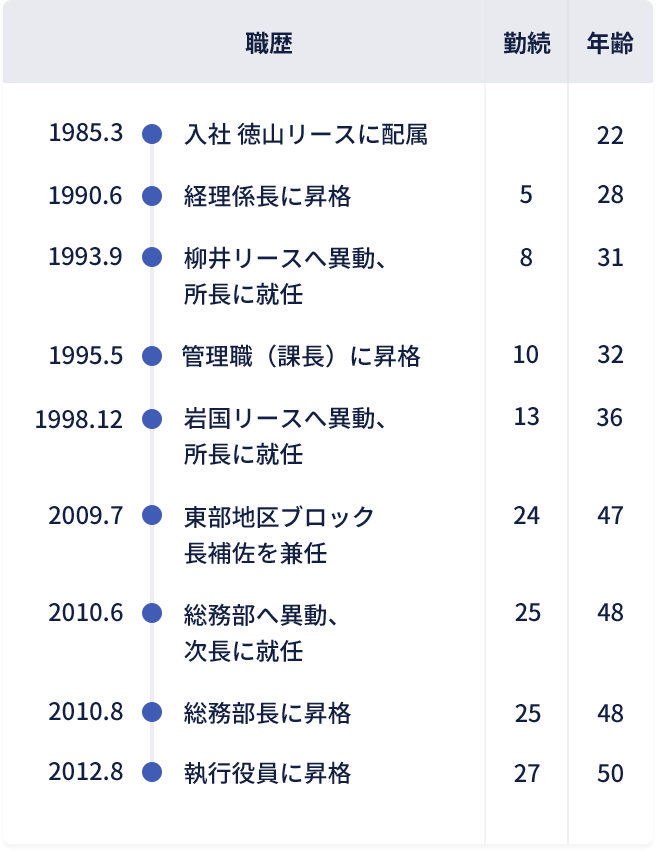 職歴 勤続 年齢
1985.3 入社 徳山リースに配属 22
1990.6 経理係長に昇格 5 28
1993.9 柳井リースへ異動、 8 31
所長に就任
1995.5 管理職（課長）に昇格 10 32
1998.12 岩国リースへ異動、 13 36
所長に就任
2009.7 東部地区ブロック 24 47
長補佐を兼任
2010.6 総務部へ異動、 25 48
次長に就任
2010.8 総務部長に昇格 25 48
2012.8 執行役員に昇格 27 50